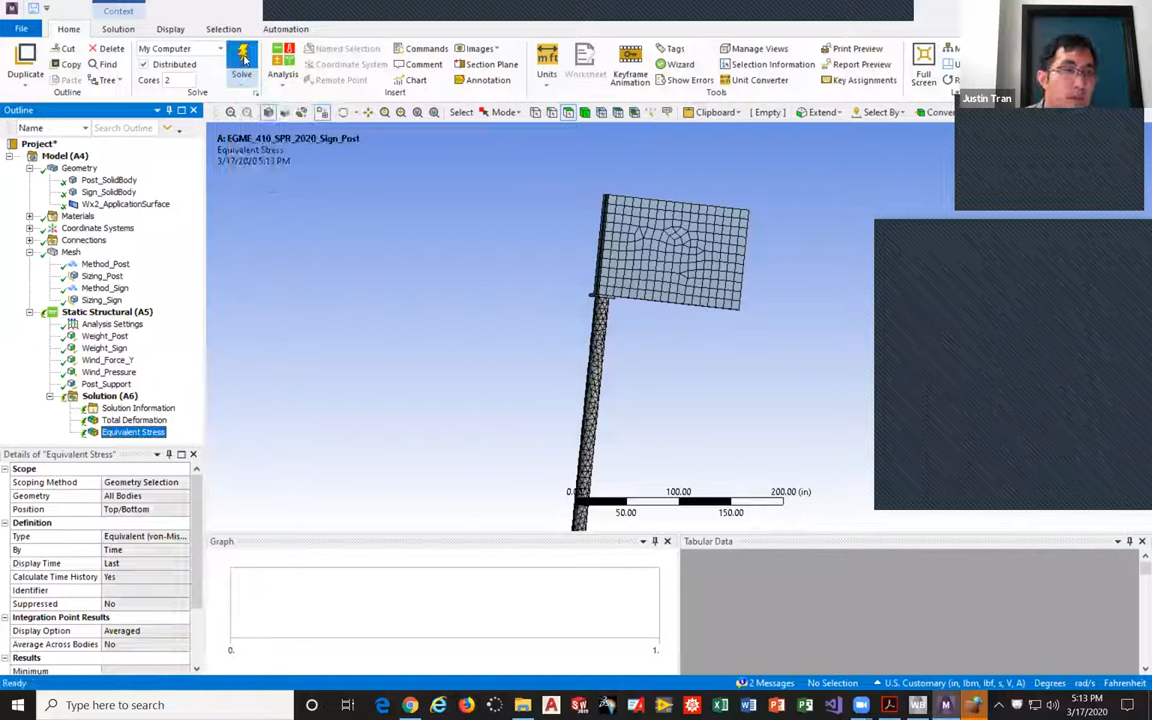 Context
File
Home
Solution
Display
Selection
Automation
Duplicate
Cut
Copy
Paste
Delete
Find
Tree
Outline
My Computer
Distributed
Cores 2
Solve
Solve
Analysis
Named Selection
Coordinate System
Remote Point
Commands
Comment
Chart
Images
Section Plane
Annotation
Insert
Units
Worksheet
Keyframe
Animation
Tags
Wizard
Show Errors
Manage Views
Selection Information
Unit Converter
Print Preview
Report Preview
Key Assignments
Tools
Full
Screen
Justin Tran
Outline
Name
Search Outline
Select
Mode
Clipboard
[ Empty ]
Extend
Select By
Project*
Model (A4)
Geometry
Post_SolidBody
Sign_SolidBody
Wx2_ApplicationSurface
Materials
Coordinate Systems
Connections
Mesh
Method_Post
Sizing_Post
Method_Sign
Sizing_Sign
Static Structural (A5)
Analysis Settings
Weight_Post
Weight_Sign
Wind_Force_Y
Wind_Pressure
Post_Support
Solution (A6)
Solution Information
Total Deformation
Equivalent Stress
A: EGME_410_SPR_2020_Sign_Post
Equivalent Stress
3/17/2020 5:13 PM
100.00
200.00 (in)
50.00
150.00
Details of "Equivalent Stress"
Scope
Scoping Method Geometry Selection
Geometry All Bodies
Position Top/Bottom
Definition
Type Equivalent (von-Mis...
By Time
Display Time Last
Calculate Time History Yes
Identifier
Suppressed No
Integration Point Results
Display Option Averaged
Average Across Bodies No
Results
Minimum
Graph
Tabular Data
0.
1.
Ready
2 Messages
No Selection
U.S. Customary (in, lbm, lbf, s, V, A)
Degrees
rad/s
Fahrenheit
Type here to search
5:13 PM
3/17/2020